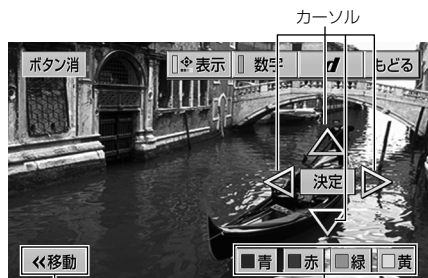 カーソル
ボタン消 表示 数字 d もどる
決定
≪移動 青 赤 緑 黄